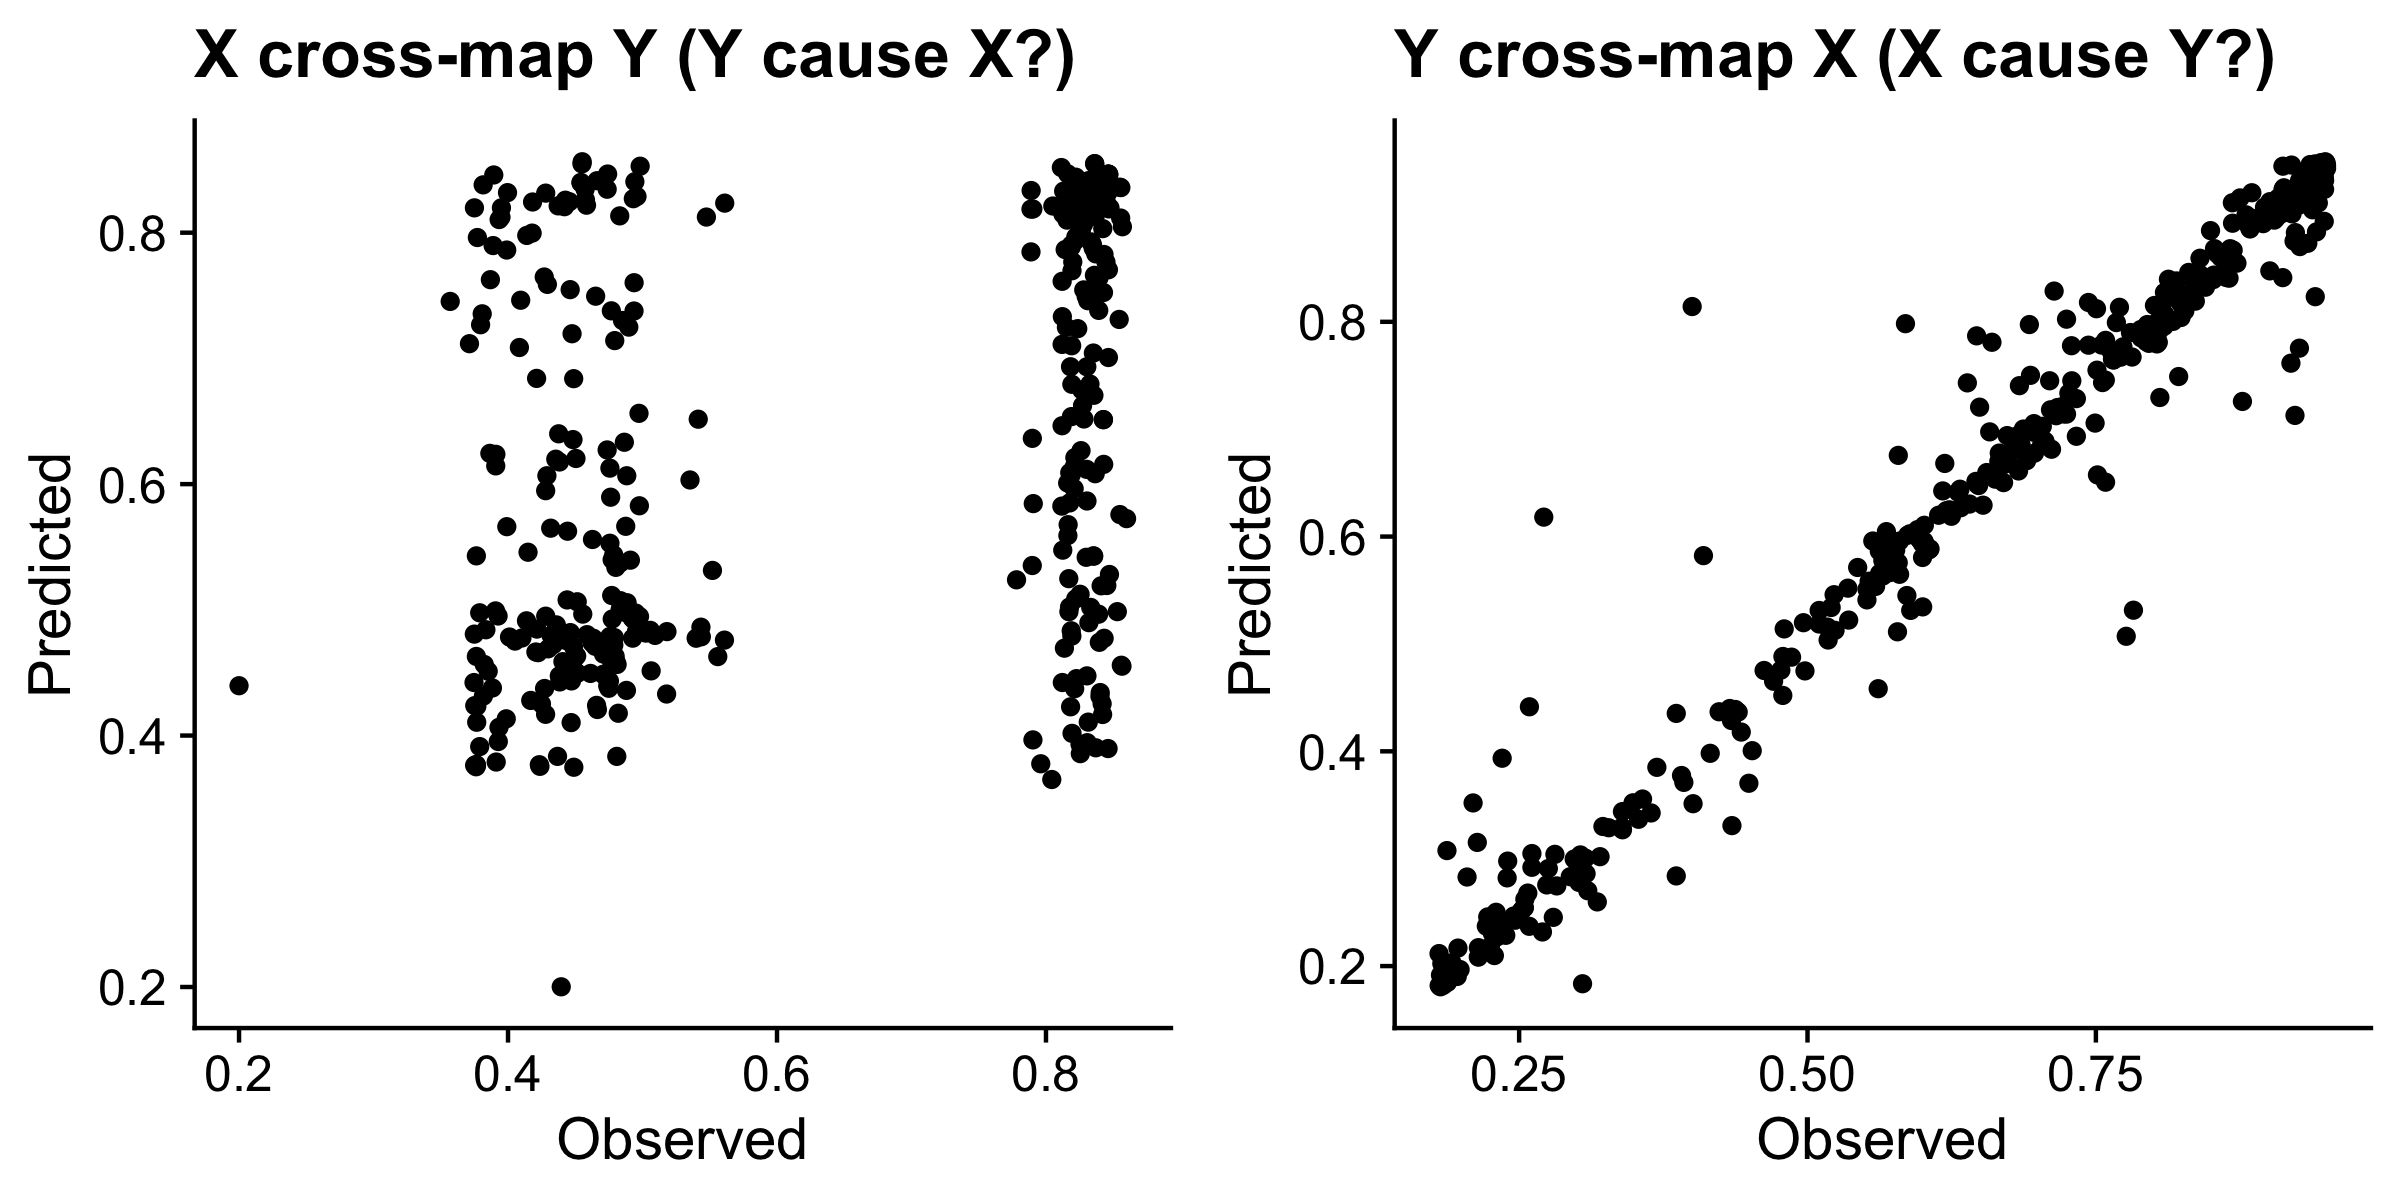 X cross-map Y (Y cause X?)
Predicted
0.8
0.6
0.4
0.2
0.2 0.4 0.6 0.8
Observed
Y cross-map X (X cause Y?)
Predicted
0.8
0.6
0.4
0.2
0.25 0.50 0.75
Observed